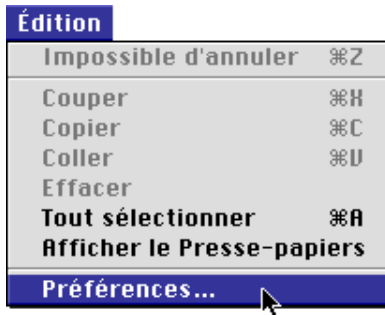 Édition
Impossible d'annuler ⌘Z
Couper ⌘X
Copier ⌘C
Coller ⌘V
Effacer
Tout sélectionner ⌘A
Afficher le Presse-papiers
Préférences...